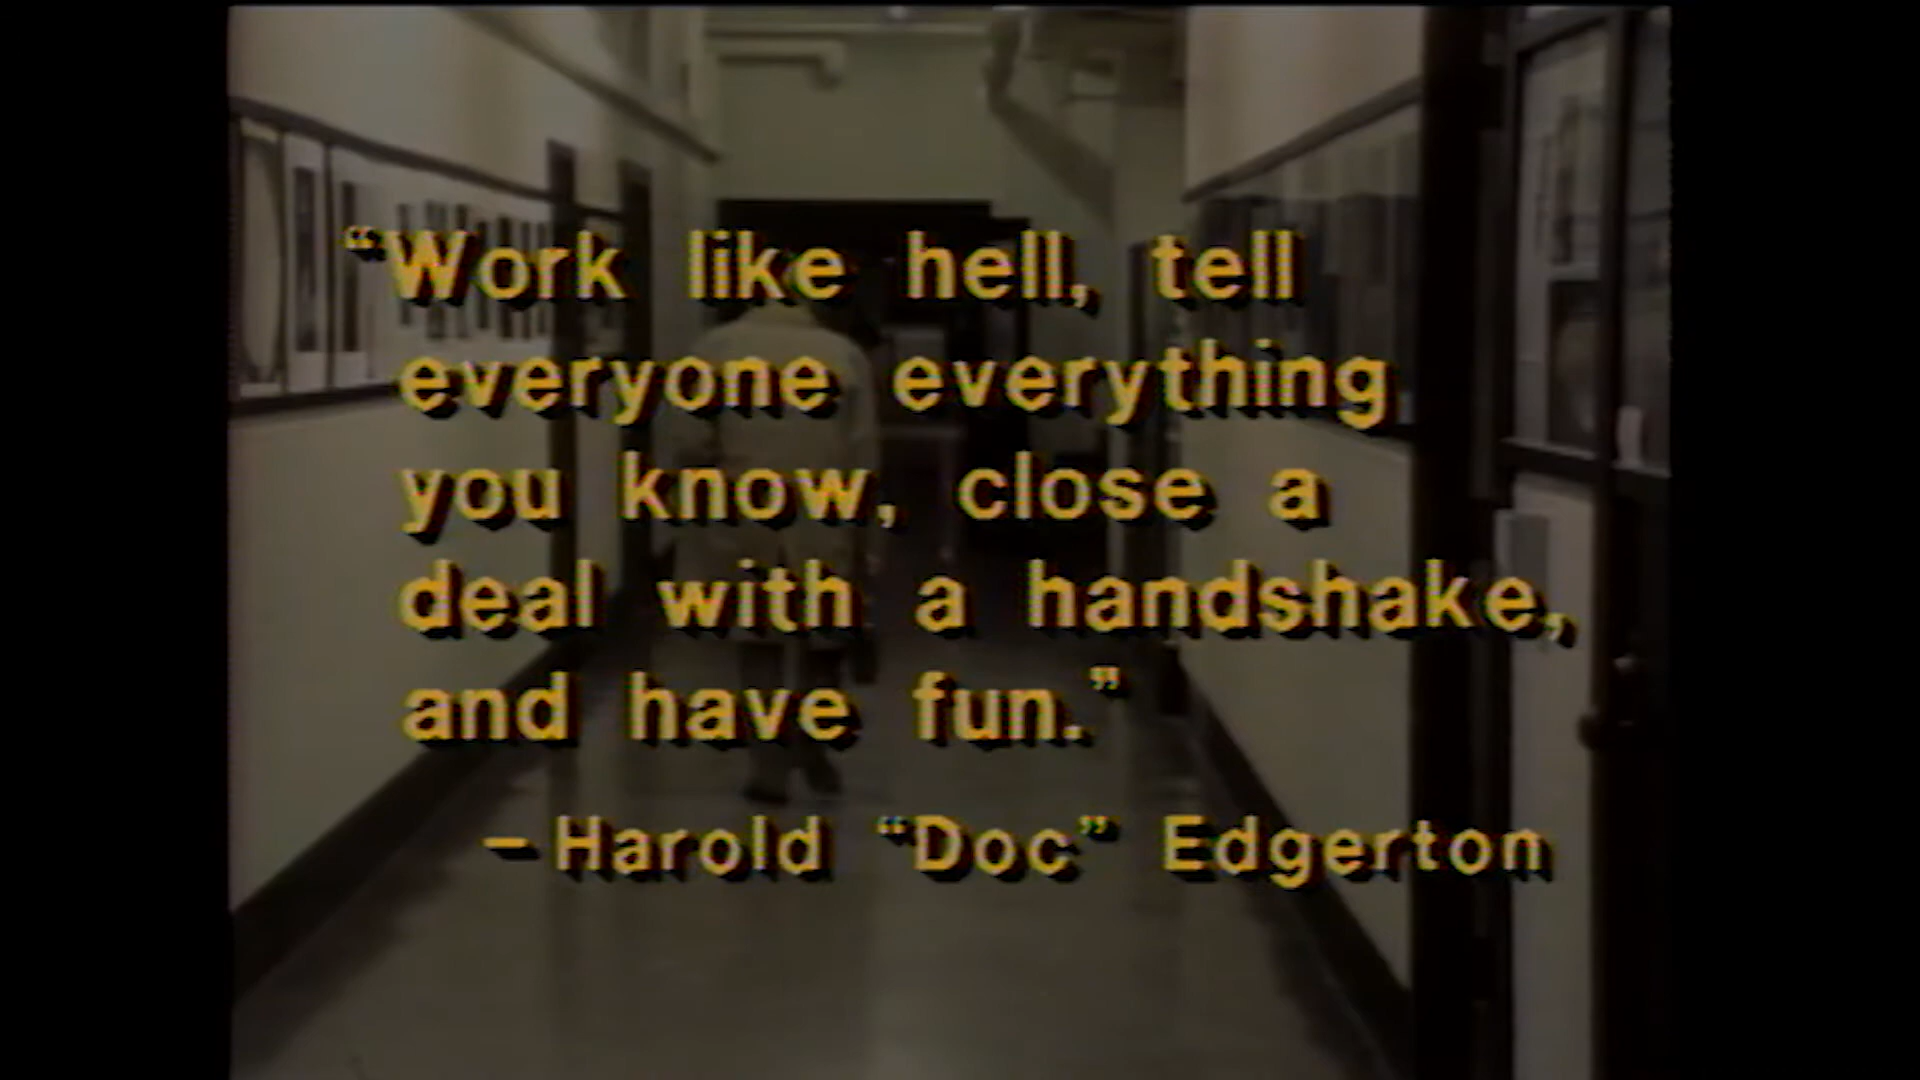 “Work like hell, tell
everyone everything
you know, close a
deal with a handshake,
and have fun.”
– Harold “Doc” Edgerton